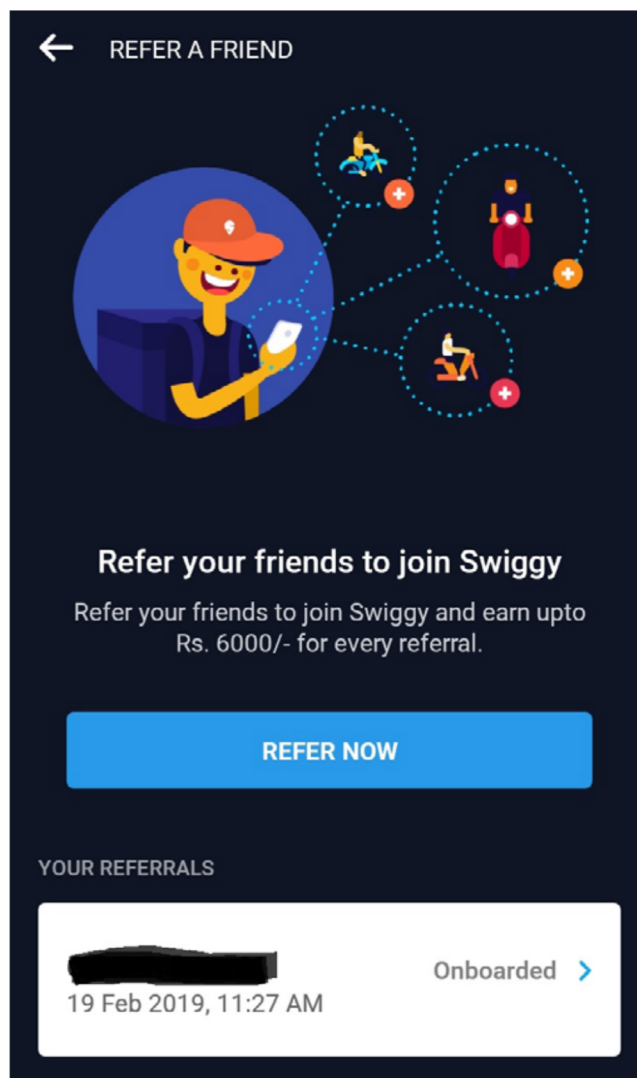 REFER A FRIEND
Refer your friends to join Swiggy
Refer your friends to join Swiggy and earn upto
Rs. 6000/- for every referral.
REFER NOW
YOUR REFERRALS
Onboarded
19 Feb 2019, 11:27 AM